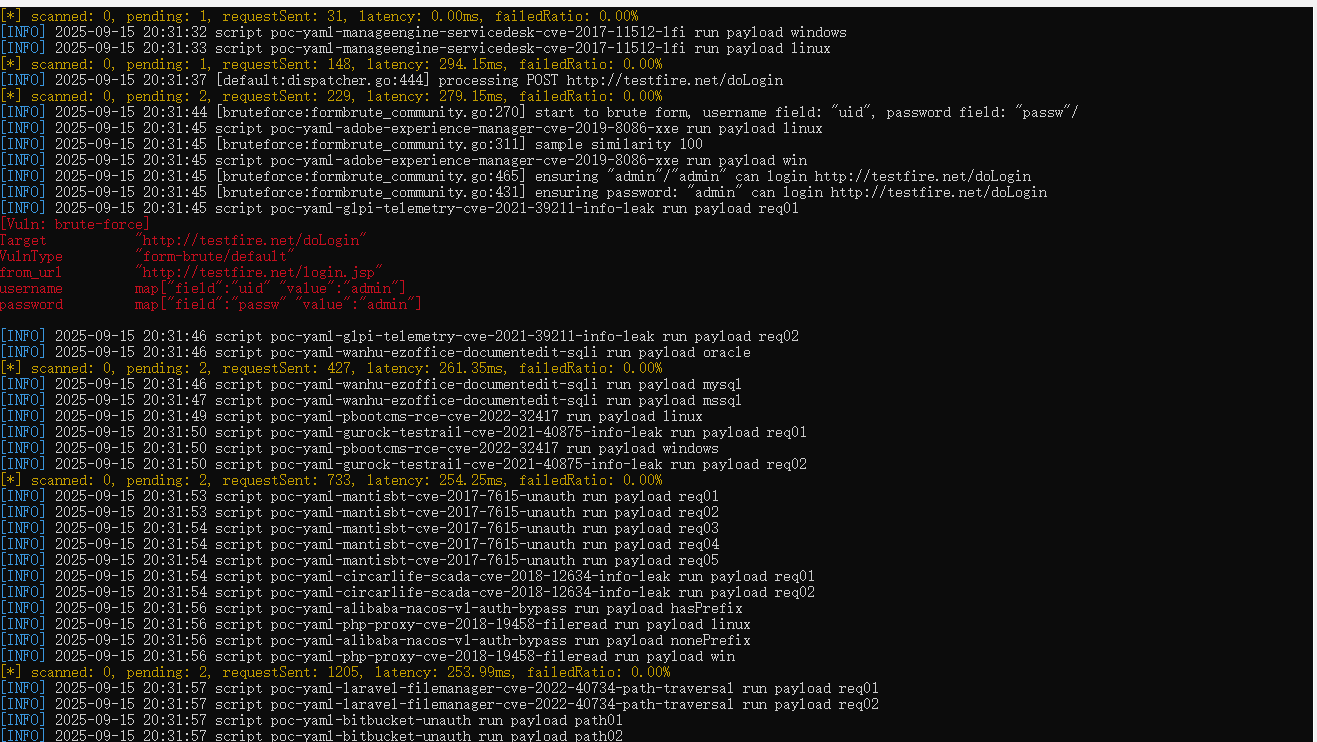 [*] scanned: 0, pending: 1, requestSent: 31, latency: 0.00ms, failedRatio: 0.00%
[INFO] 2025-09-15 20:31:32 script poc-yaml-manageengine-servicedesk-cve-2017-11512-lfi run payload windows
[INFO] 2025-09-15 20:31:33 script poc-yaml-manageengine-servicedesk-cve-2017-11512-lfi run payload linux
[*] scanned: 0, pending: 1, requestSent: 148, latency: 294.15ms, failedRatio: 0.00%
[INFO] 2025-09-15 20:31:37 [default:dispatcher.go:444] processing POST http://testfire.net/doLogin
[*] scanned: 0, pending: 2, requestSent: 229, latency: 279.15ms, failedRatio: 0.00%
[INFO] 2025-09-15 20:31:44 [bruteforce:formbrute_community.go:270] start to brute form, username field: "uid", password field: "passw"/
[INFO] 2025-09-15 20:31:45 script poc-yaml-adobe-experience-manager-cve-2019-8086-xxe run payload linux
[INFO] 2025-09-15 20:31:45 [bruteforce:formbrute_community.go:311] sample similarity 100
[INFO] 2025-09-15 20:31:45 script poc-yaml-adobe-experience-manager-cve-2019-8086-xxe run payload win
[INFO] 2025-09-15 20:31:45 [bruteforce:formbrute_community.go:465] ensuring "admin"/"admin" can login http://testfire.net/doLogin
[INFO] 2025-09-15 20:31:45 [bruteforce:formbrute_community.go:431] ensuring password: "admin" can login http://testfire.net/doLogin
[INFO] 2025-09-15 20:31:45 script poc-yaml-glpi-telemetry-cve-2021-39211-info-leak run payload req01
[Vuln: brute-force]
Target           "http://testfire.net/doLogin"
VulnType         "form-brute/default"
from_url         "http://testfire.net/login.jsp"
username         map["field":"uid" "value":"admin"]
password         map["field":"passw" "value":"admin"]
[INFO] 2025-09-15 20:31:46 script poc-yaml-glpi-telemetry-cve-2021-39211-info-leak run payload req02
[INFO] 2025-09-15 20:31:46 script poc-yaml-wanhu-ezoffice-documentedit-sqli run payload oracle
[*] scanned: 0, pending: 2, requestSent: 427, latency: 261.35ms, failedRatio: 0.00%
[INFO] 2025-09-15 20:31:46 script poc-yaml-wanhu-ezoffice-documentedit-sqli run payload mysql
[INFO] 2025-09-15 20:31:47 script poc-yaml-wanhu-ezoffice-documentedit-sqli run payload mssql
[INFO] 2025-09-15 20:31:49 script poc-yaml-pbootcms-rce-cve-2022-32417 run payload linux
[INFO] 2025-09-15 20:31:50 script poc-yaml-gurock-testrail-cve-2021-40875-info-leak run payload req01
[INFO] 2025-09-15 20:31:50 script poc-yaml-pbootcms-rce-cve-2022-32417 run payload windows
[INFO] 2025-09-15 20:31:50 script poc-yaml-gurock-testrail-cve-2021-40875-info-leak run payload req02
[*] scanned: 0, pending: 2, requestSent: 733, latency: 254.25ms, failedRatio: 0.00%
[INFO] 2025-09-15 20:31:53 script poc-yaml-mantisbt-cve-2017-7615-unauth run payload req01
[INFO] 2025-09-15 20:31:53 script poc-yaml-mantisbt-cve-2017-7615-unauth run payload req02
[INFO] 2025-09-15 20:31:54 script poc-yaml-mantisbt-cve-2017-7615-unauth run payload req03
[INFO] 2025-09-15 20:31:54 script poc-yaml-mantisbt-cve-2017-7615-unauth run payload req04
[INFO] 2025-09-15 20:31:54 script poc-yaml-mantisbt-cve-2017-7615-unauth run payload req05
[INFO] 2025-09-15 20:31:54 script poc-yaml-circarlife-scada-cve-2018-12634-info-leak run payload req01
[INFO] 2025-09-15 20:31:54 script poc-yaml-circarlife-scada-cve-2018-12634-info-leak run payload req02
[INFO] 2025-09-15 20:31:56 script poc-yaml-alibaba-nacos-v1-auth-bypass run payload hasPrefix
[INFO] 2025-09-15 20:31:56 script poc-yaml-php-proxy-cve-2018-19458-fileread run payload linux
[INFO] 2025-09-15 20:31:56 script poc-yaml-alibaba-nacos-v1-auth-bypass run payload nonePrefix
[INFO] 2025-09-15 20:31:56 script poc-yaml-php-proxy-cve-2018-19458-fileread run payload win
[*] scanned: 0, pending: 2, requestSent: 1205, latency: 253.99ms, failedRatio: 0.00%
[INFO] 2025-09-15 20:31:57 script poc-yaml-laravel-filemanager-cve-2022-40734-path-traversal run payload req01
[INFO] 2025-09-15 20:31:57 script poc-yaml-laravel-filemanager-cve-2022-40734-path-traversal run payload req02
[INFO] 2025-09-15 20:31:57 script poc-yaml-bitbucket-unauth run payload path01
[INFO] 2025-09-15 20:31:57 script poc-yaml-bitbucket-unauth run payload path02